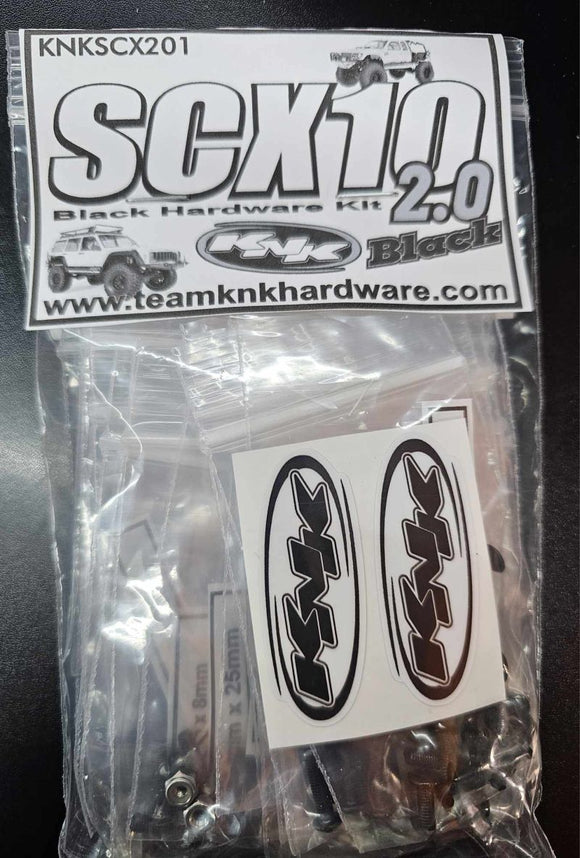 KNKSCX201
SCX10
2.0
Black Hardware Kit
KNK
Black
www.teamknkhardware.com
KNK
KNK
x 8mm
x 25mm